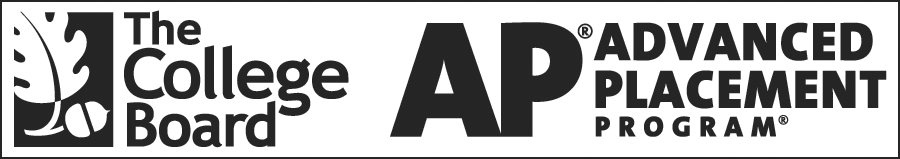 The
College
Board
AP®
ADVANCED
PLACEMENT
PROGRAM®